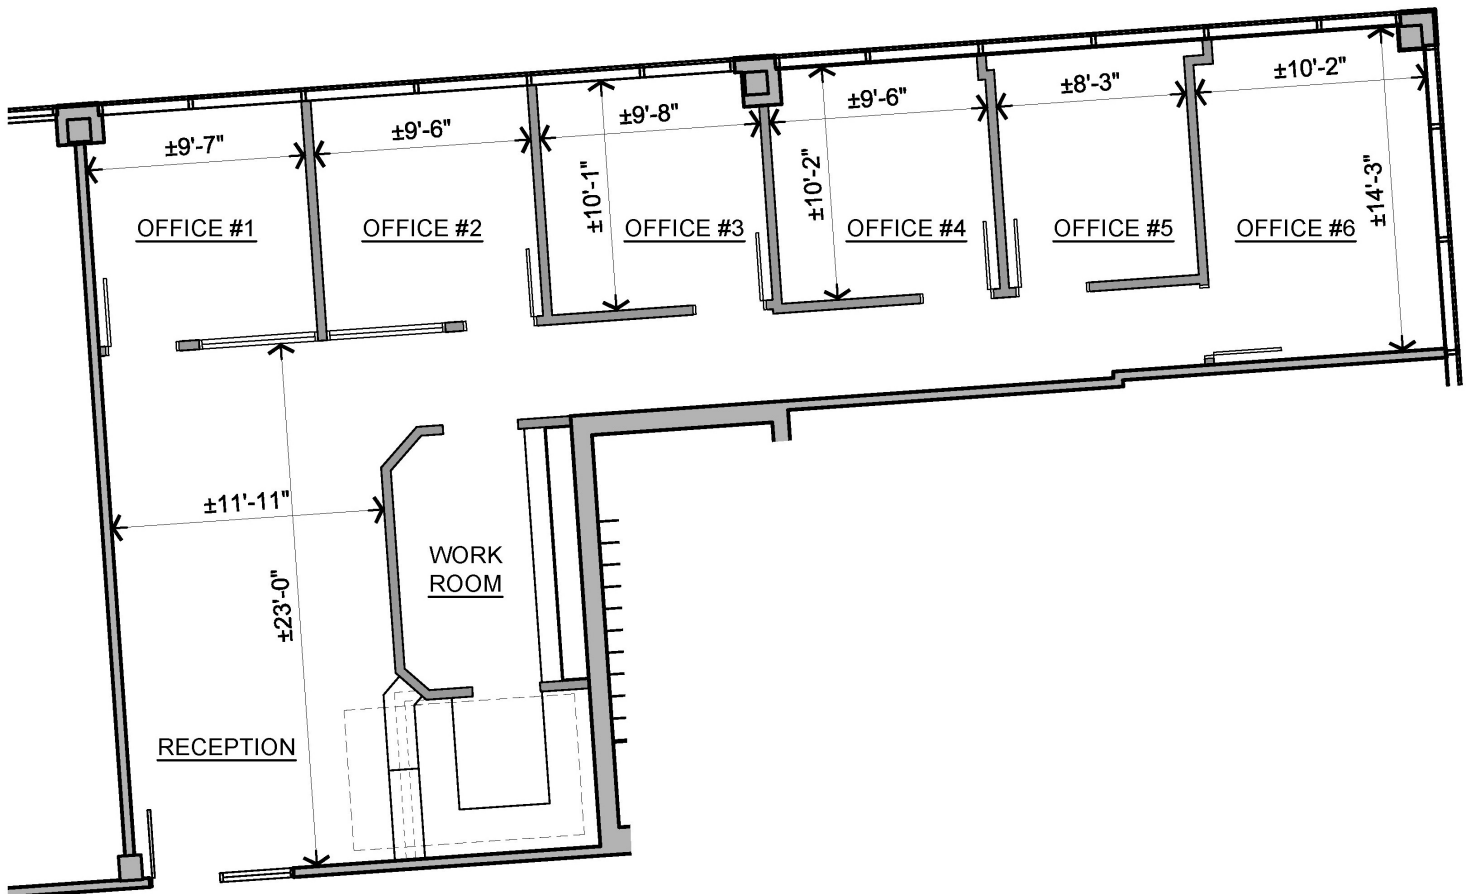 ±9'-7"
±9'-6"
±9'-8"
±9'-6"
±8'-3"
±10'-2"
±10'-1"
±10'-2"
±14'-3"
OFFICE #1
OFFICE #2
OFFICE #3
OFFICE #4
OFFICE #5
OFFICE #6
±11'-11"
±23'-0"
WORK
ROOM
RECEPTION